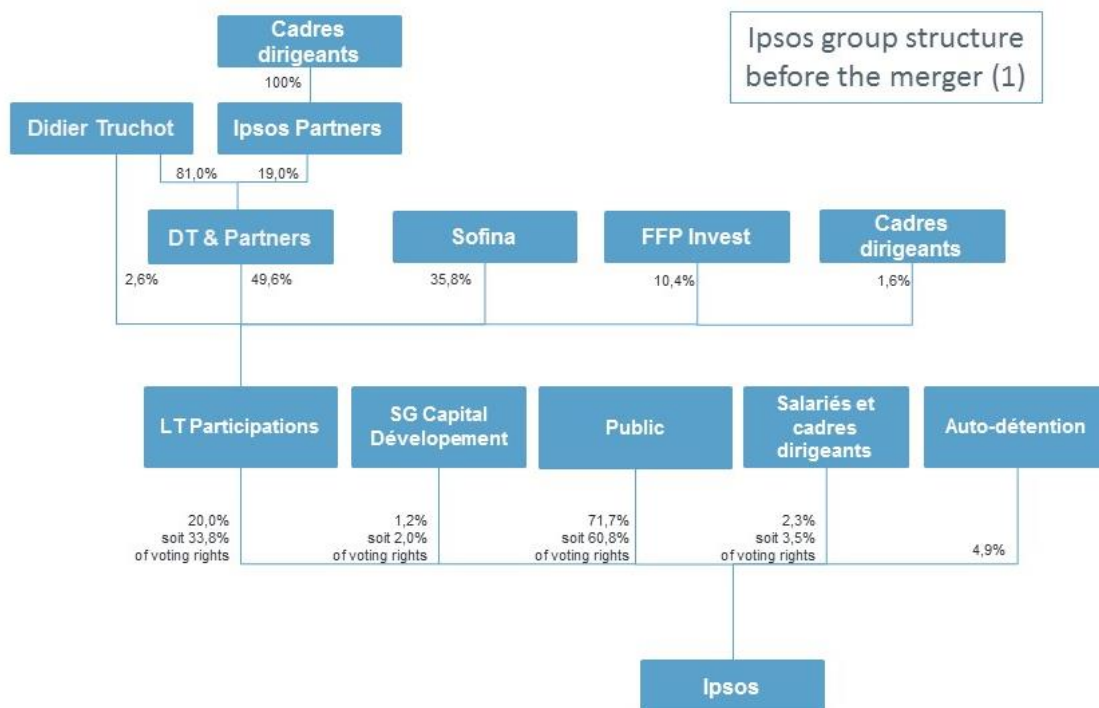 Cadres
dirigeants
Ipsos group structure
before the merger (1)
100%
Didier Truchot
Ipsos Partners
81,0%
19,0%
DT & Partners
Sofina
FFP Invest
Cadres
dirigeants
2,6%
49,6%
35,8%
10,4%
1,6%
LT Participations
SG Capital
Dévelopement
Public
Salariés et
cadres
dirigeants
Auto-détention
20,0%
soit 33,8%
of voting rights
1,2%
soit 2,0%
of voting rights
71,7%
soit 60,8%
of voting rights
2,3%
soit 3,5%
of voting rights
4,9%
Ipsos